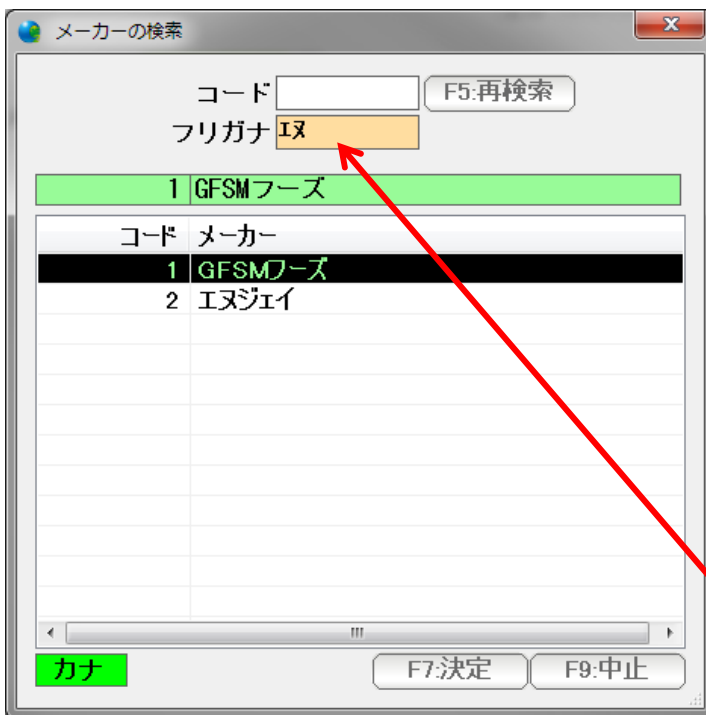 メーカーの検索
コード F5:再検索
フリガナ ｴﾇ
1 GFSMフーズ
コード メーカー
1 GFSMフーズ
2 エヌジェイ
カナ F7:決定 F9:中止